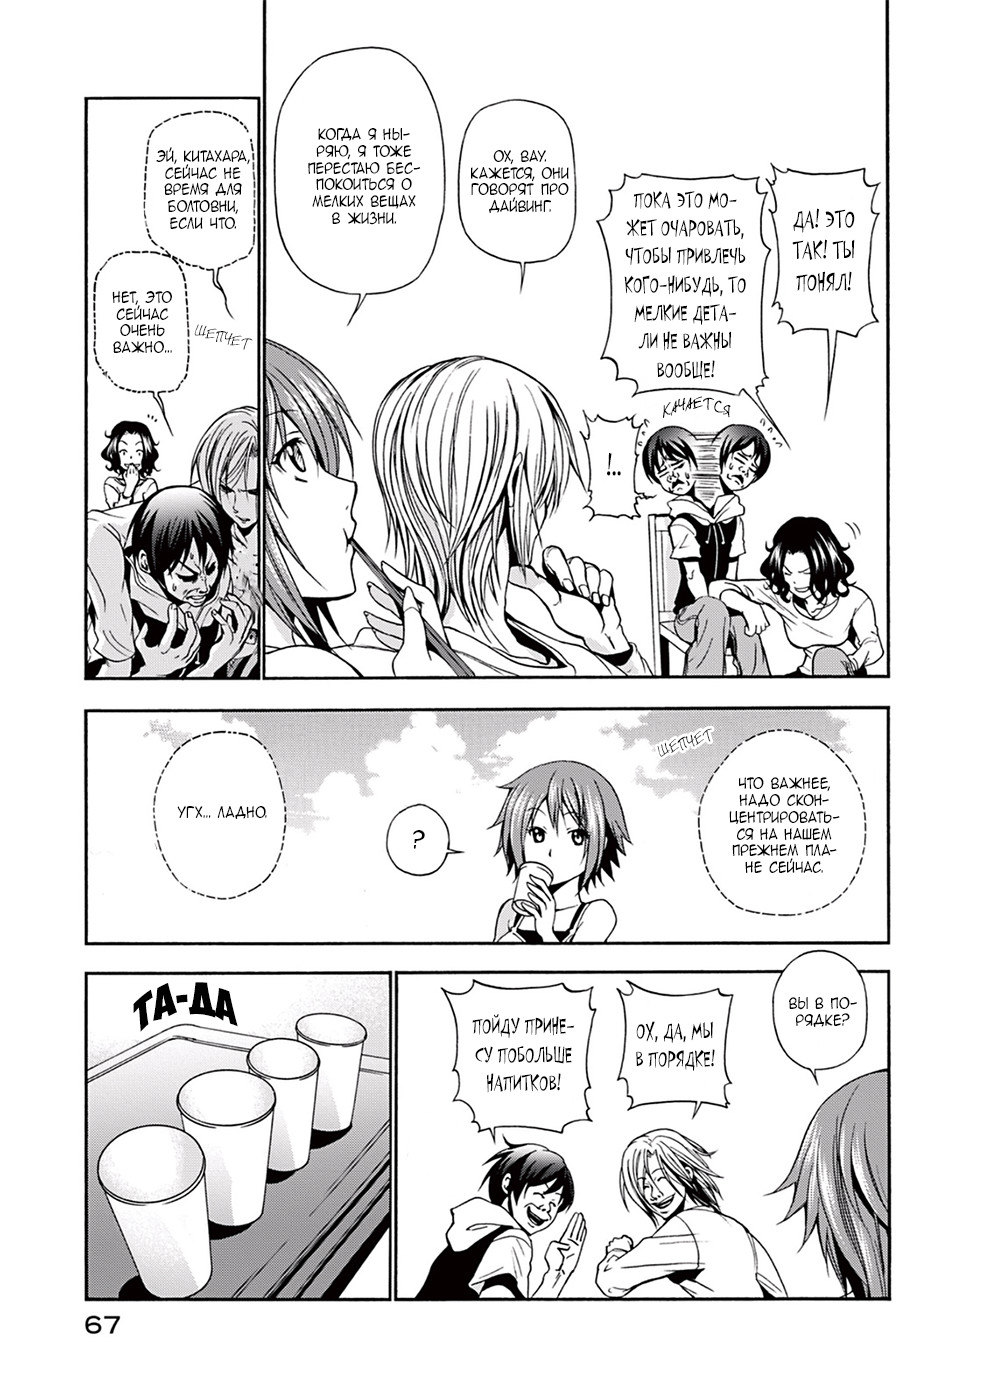 ДА! ЭТО
ТАК! ТЫ
ПОНЯЛ!
ПОКА ЭТО МО-
ЖЕТ ОЧАРОВАТЬ,
ЧТОБЫ ПРИВЛЕЧЬ
КОГО-НИБУДЬ, ТО
МЕЛКИЕ ДЕТА-
ЛИ НЕ ВАЖНЫ
ВООБЩЕ!
КАЧАЕТСЯ
!..
ОХ, ВАУ.
КАЖЕТСЯ, ОНИ
ГОВОРЯТ ПРО
ДАЙВИНГ.
КОГДА Я НЫ-
РЯЮ, Я ТОЖЕ
ПЕРЕСТАЮ БЕС-
ПОКОИТЬСЯ О
МЕЛКИХ ВЕЩАХ
В ЖИЗНИ.
ЭЙ, КИТАХАРА,
СЕЙЧАС НЕ
ВРЕМЯ ДЛЯ
БОЛТОВНИ,
ЕСЛИ ЧТО.
ШЕПЧЕТ
НЕТ, ЭТО
СЕЙЧАС
ОЧЕНЬ
ВАЖНО...
ШЕПЧЕТ
ЧТО ВАЖНЕЕ,
НАДО СКОН-
ЦЕНТРИРОВАТЬ-
СЯ НА НАШЕМ
ПРЕЖНЕМ ПЛА-
НЕ СЕЙЧАС.
?
УГХ... ЛАДНО.
ВЫ В ПО-
РЯДКЕ?
ОХ, ДА, МЫ
В ПОРЯДКЕ!
ПОЙДУ ПРИНЕ-
СУ ПОБОЛЬШЕ
НАПИТКОВ!
ТА-ДА
67